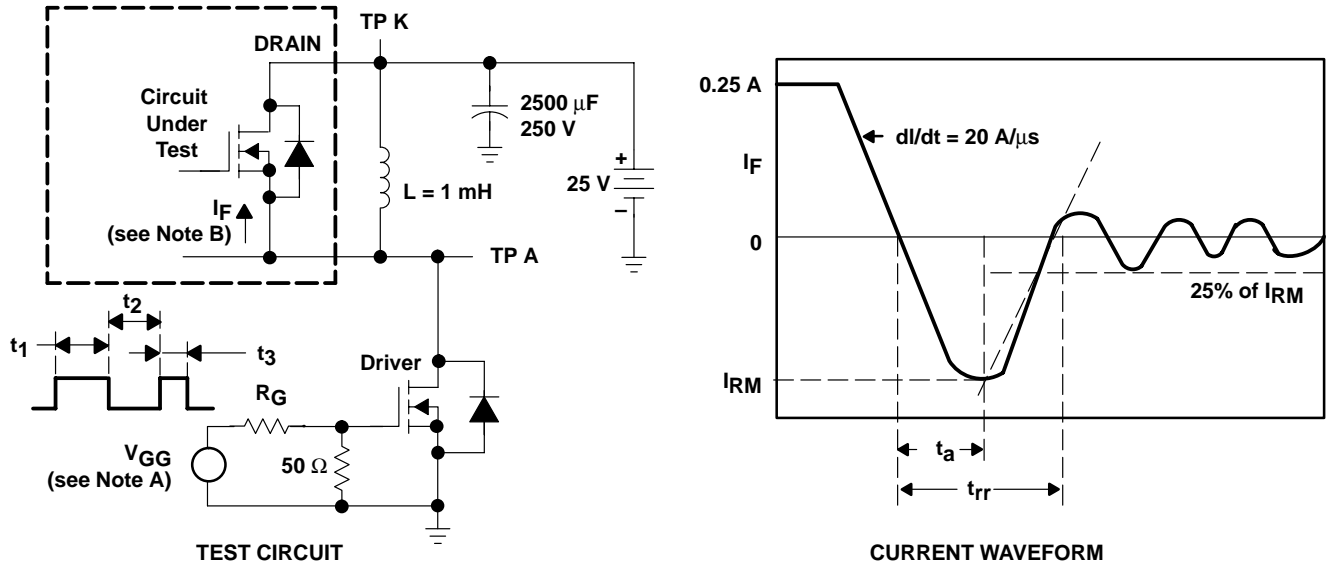 TP K
DRAIN
Circuit
Under
Test
2500 μF
250 V
+
25 V
–
L = 1 mH
IF
(see Note B)
TP A
t2
t1
t3
Driver
RG
VGG
(see Note A)
50 Ω
TEST CIRCUIT
0.25 A
dI/dt = 20 A/μs
IF
0
25% of IRM
IRM
ta
trr
CURRENT WAVEFORM